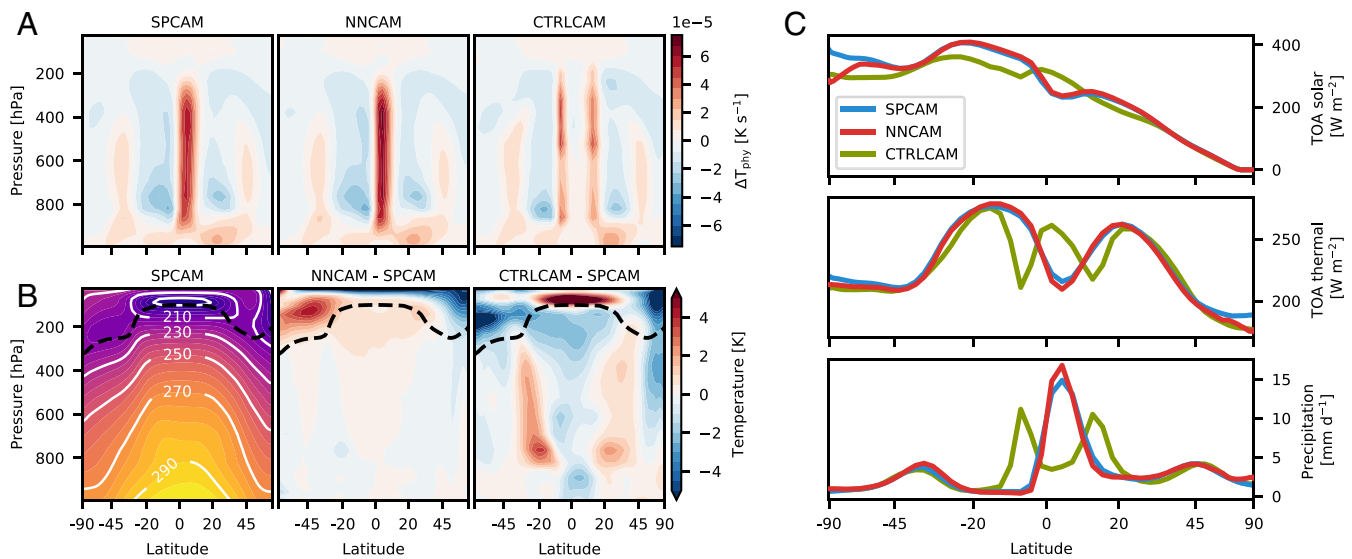 A
SPCAM
NNCAM
CTRLCAM
1e−5
Pressure [hPa]
200
400
600
800
-45
0
20
-45
0
20
-45
0
20
6
4
2
0
−2
−4
−6
ΔT_phy [K s⁻¹]
B
SPCAM
NNCAM - SPCAM
CTRLCAM - SPCAM
Pressure [hPa]
200
400
600
800
210
230
250
270
290
4
2
0
−2
−4
Temperature [K]
-90
-45
0
20
-45
0
20
-45
0
20
45
90
Latitude
Latitude
Latitude
C
SPCAM
NNCAM
CTRLCAM
400
200
0
TOA solar
[W m⁻²]
250
200
TOA thermal
[W m⁻²]
15
10
5
0
Precipitation
[mm d⁻¹]
-90
-45
-20
0
20
45
90
Latitude